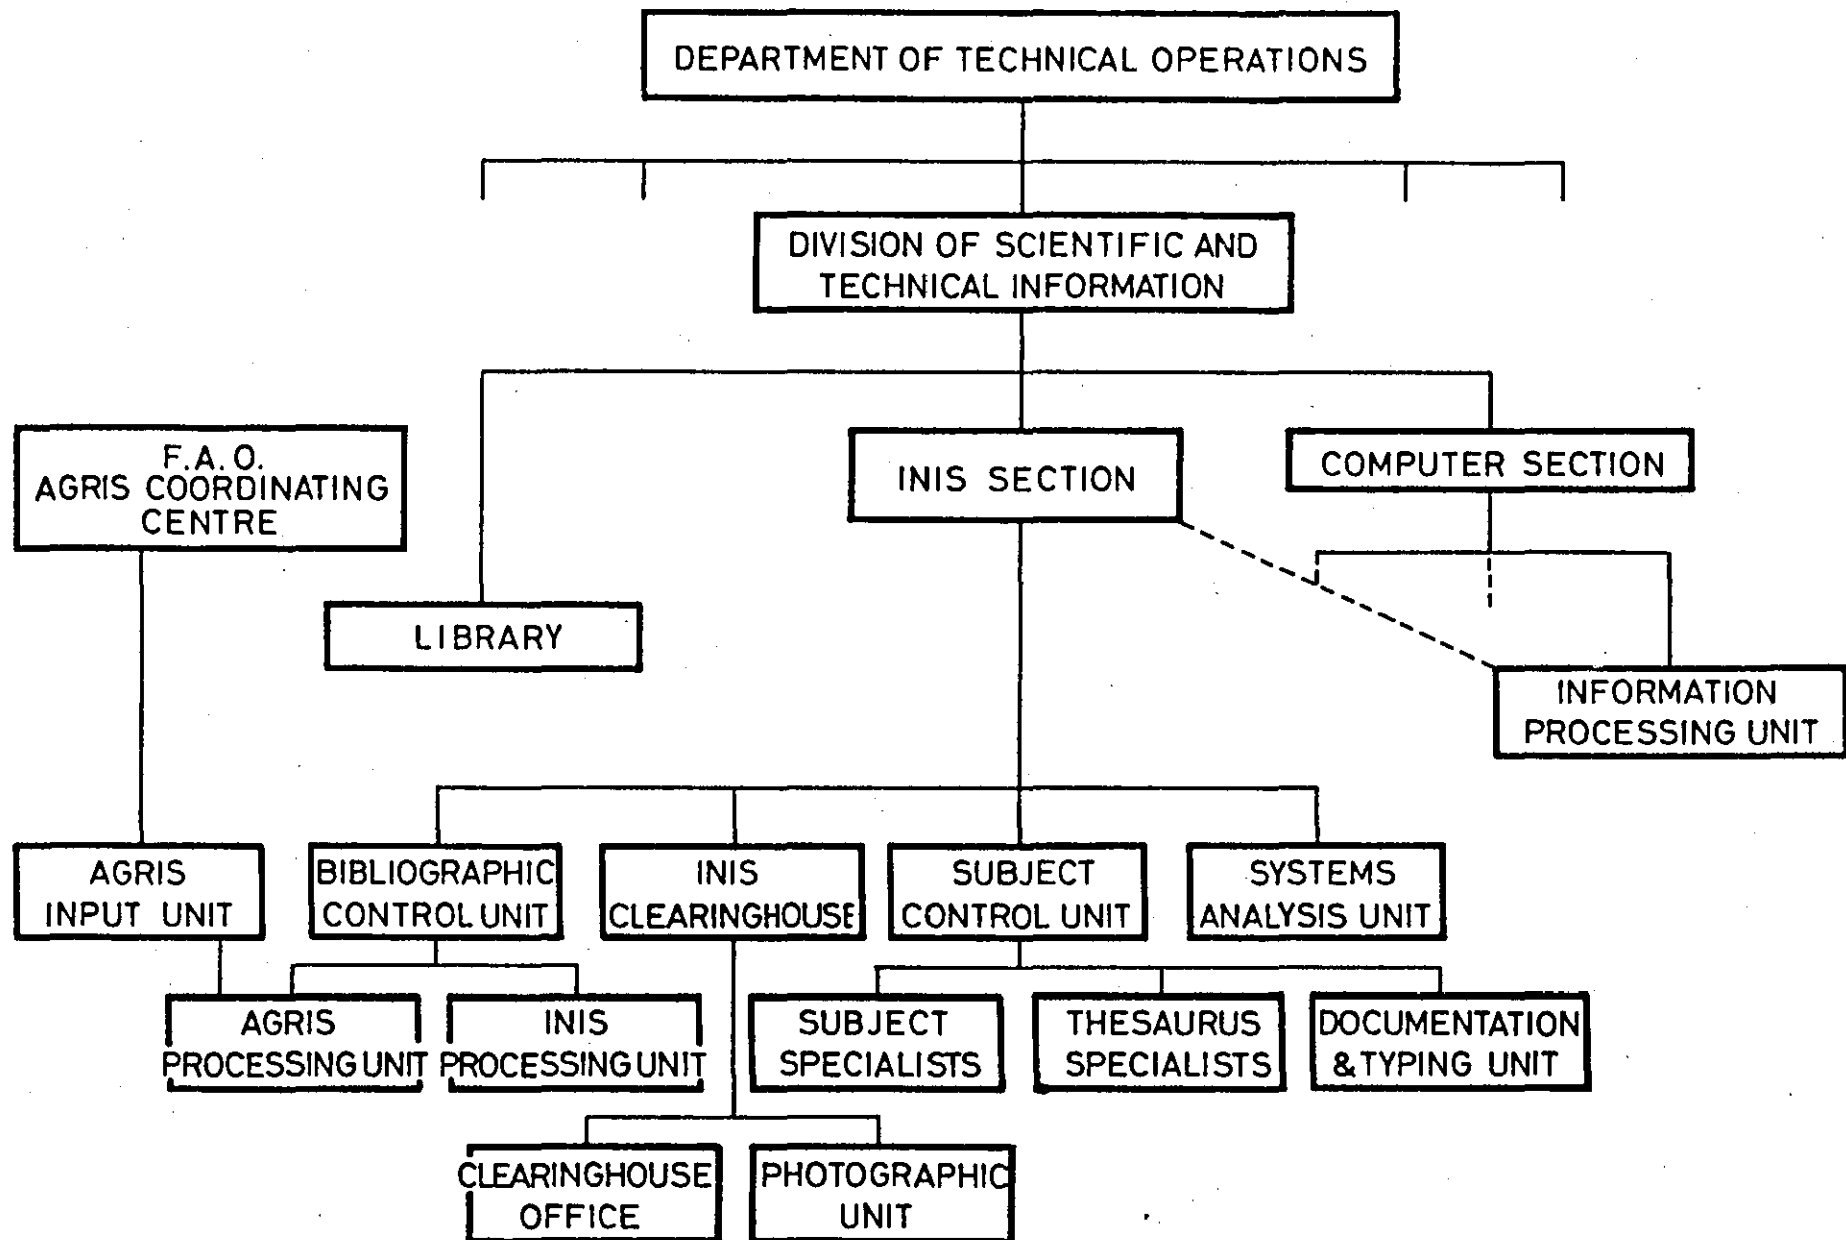 DEPARTMENT OF TECHNICAL OPERATIONS
DIVISION OF SCIENTIFIC AND
TECHNICAL INFORMATION
F.A.O.
AGRIS COORDINATING
CENTRE
INIS SECTION
COMPUTER SECTION
LIBRARY
INFORMATION
PROCESSING UNIT
AGRIS
INPUT UNIT
BIBLIOGRAPHIC
CONTROL UNIT
INIS
CLEARINGHOUSE
SUBJECT
CONTROL UNIT
SYSTEMS
ANALYSIS UNIT
AGRIS
PROCESSING UNIT
INIS
PROCESSING UNIT
SUBJECT
SPECIALISTS
THESAURUS
SPECIALISTS
DOCUMENTATION
& TYPING UNIT
CLEARINGHOUSE
OFFICE
PHOTOGRAPHIC
UNIT